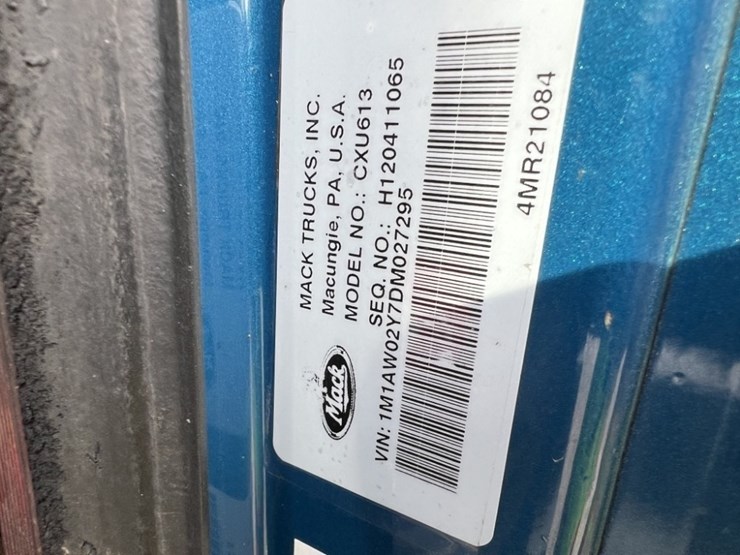 MACK TRUCKS, INC.
Macungie, PA, U.S.A.
MODEL NO.: CXU613
SEQ. NO.: H120411065
Mack
VIN: 1M1AW02Y7DM027295
4MR21084